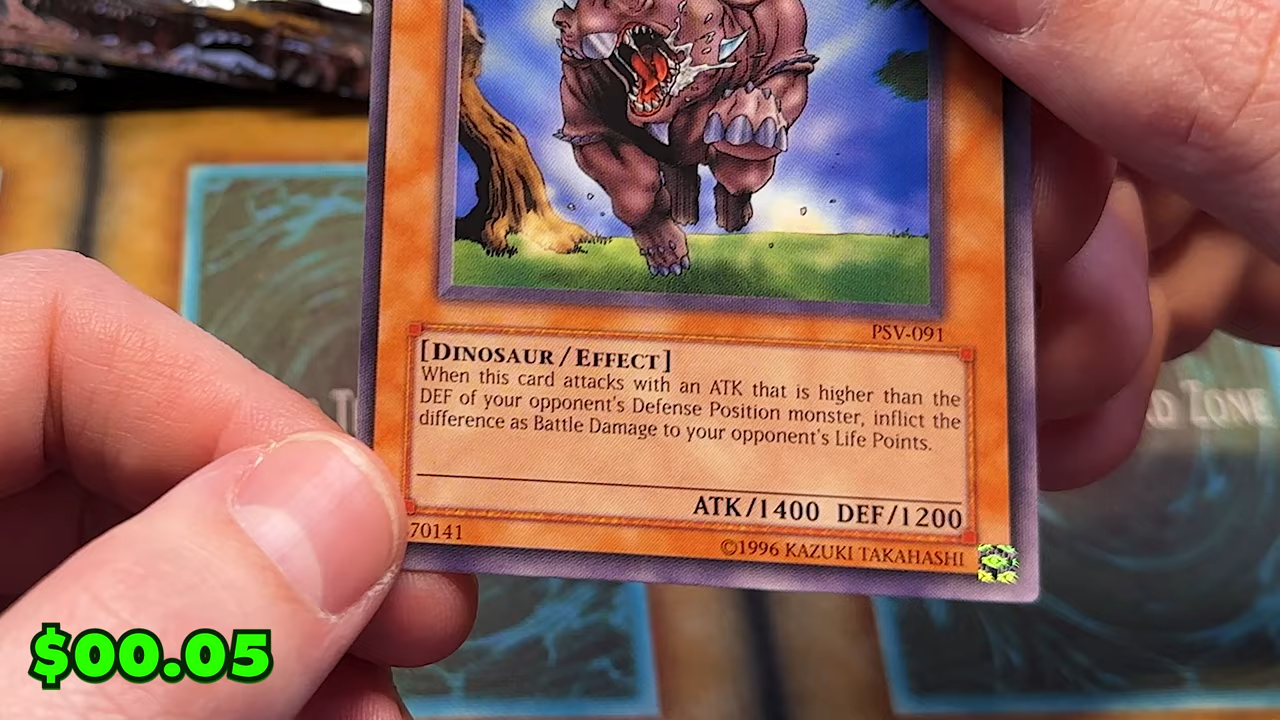 PSV-091
[DINOSAUR/EFFECT]
When this card attacks with an ATK that is higher than the
DEF of your opponent's Defense Position monster, inflict the
difference as Battle Damage to your opponent's Life Points.
ATK/1400 DEF/1200
70141
©1996 KAZUKI TAKAHASHI
ZONE
$00.05